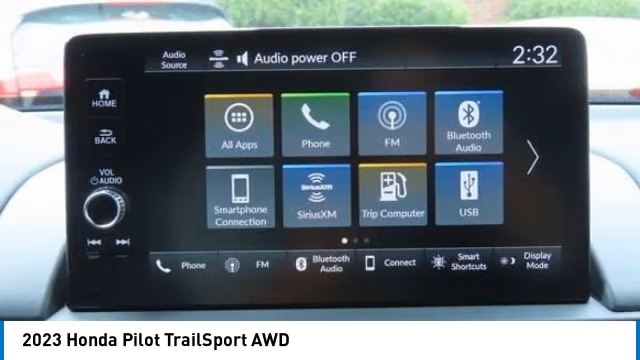 Audio Source
Audio power OFF
2:32
HOME
BACK
VOL
AUDIO
All Apps
Phone
FM
Bluetooth Audio
Smartphone Connection
SiriusXM
SiriusXM
Trip Computer
USB
Phone
FM
Bluetooth Audio
Connect
Smart Shortcuts
Display Mode
2023 Honda Pilot TrailSport AWD